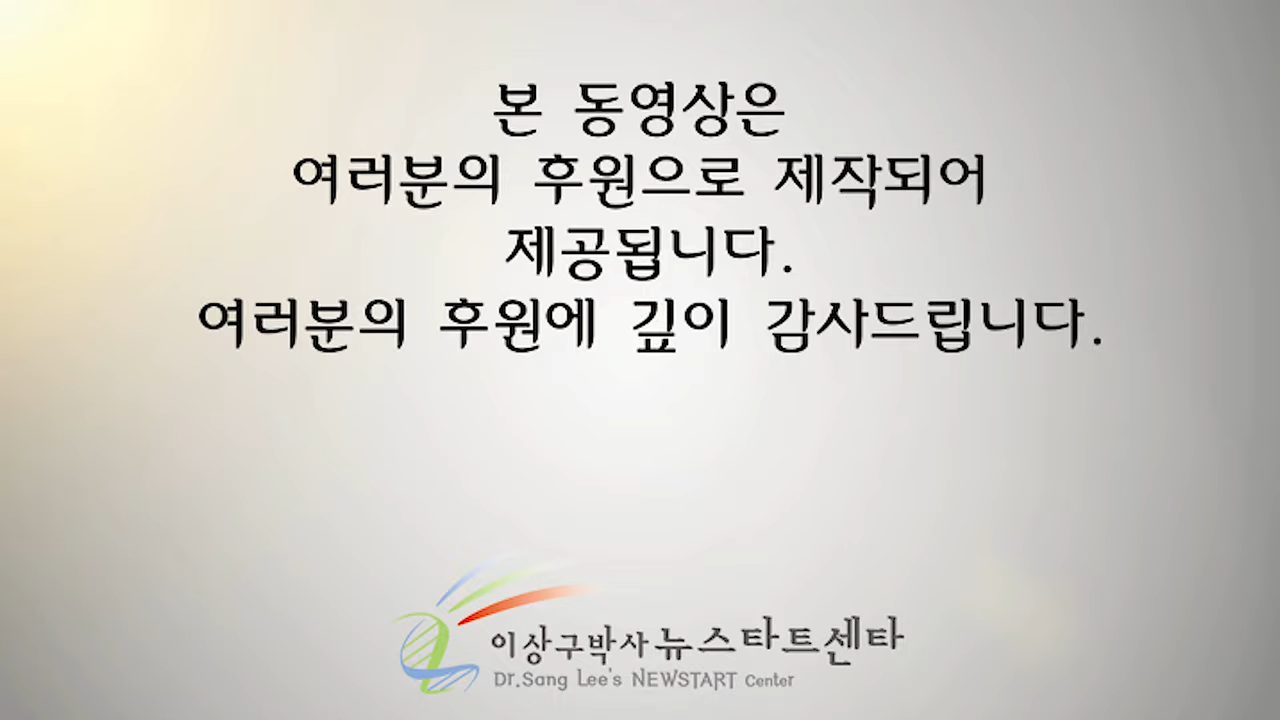 본 동영상은
여러분의 후원으로 제작되어
제공됩니다.
여러분의 후원에 깊이 감사드립니다.
이상구박사뉴스타트센타
Dr.Sang Lee's NEWSTART Center